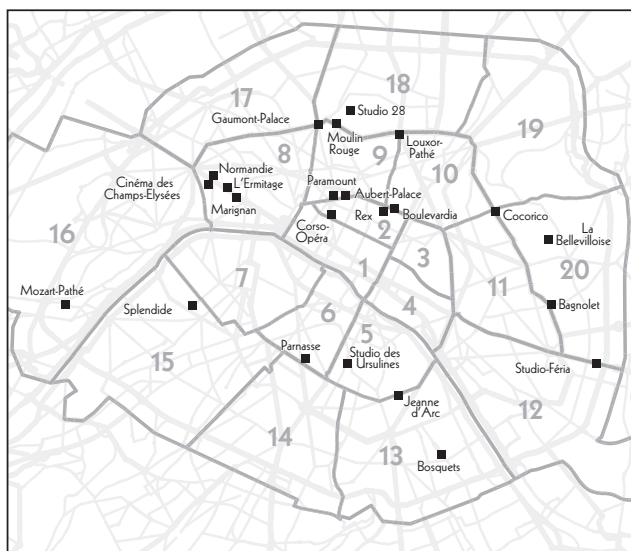 18
17
Studio 28
Gaumont-Palace
19
Moulin
Rouge
Louxor-
Pathé
8
9
10
Normandie
L'Ermitage
Cinéma des
Champs-Elysées
Paramount
Aubert-Palace
Marignan
Rex
Boulevardia
2
Cocorico
Corso-
Opéra
La
Bellevilloise
16
1
3
11
20
7
4
Mozart-Pathé
Splendide
6
Bagnolet
5
Parnasse
Studio des
Ursulines
Studio-Féria
15
12
Jeanne
d'Arc
14
13
Bosquets